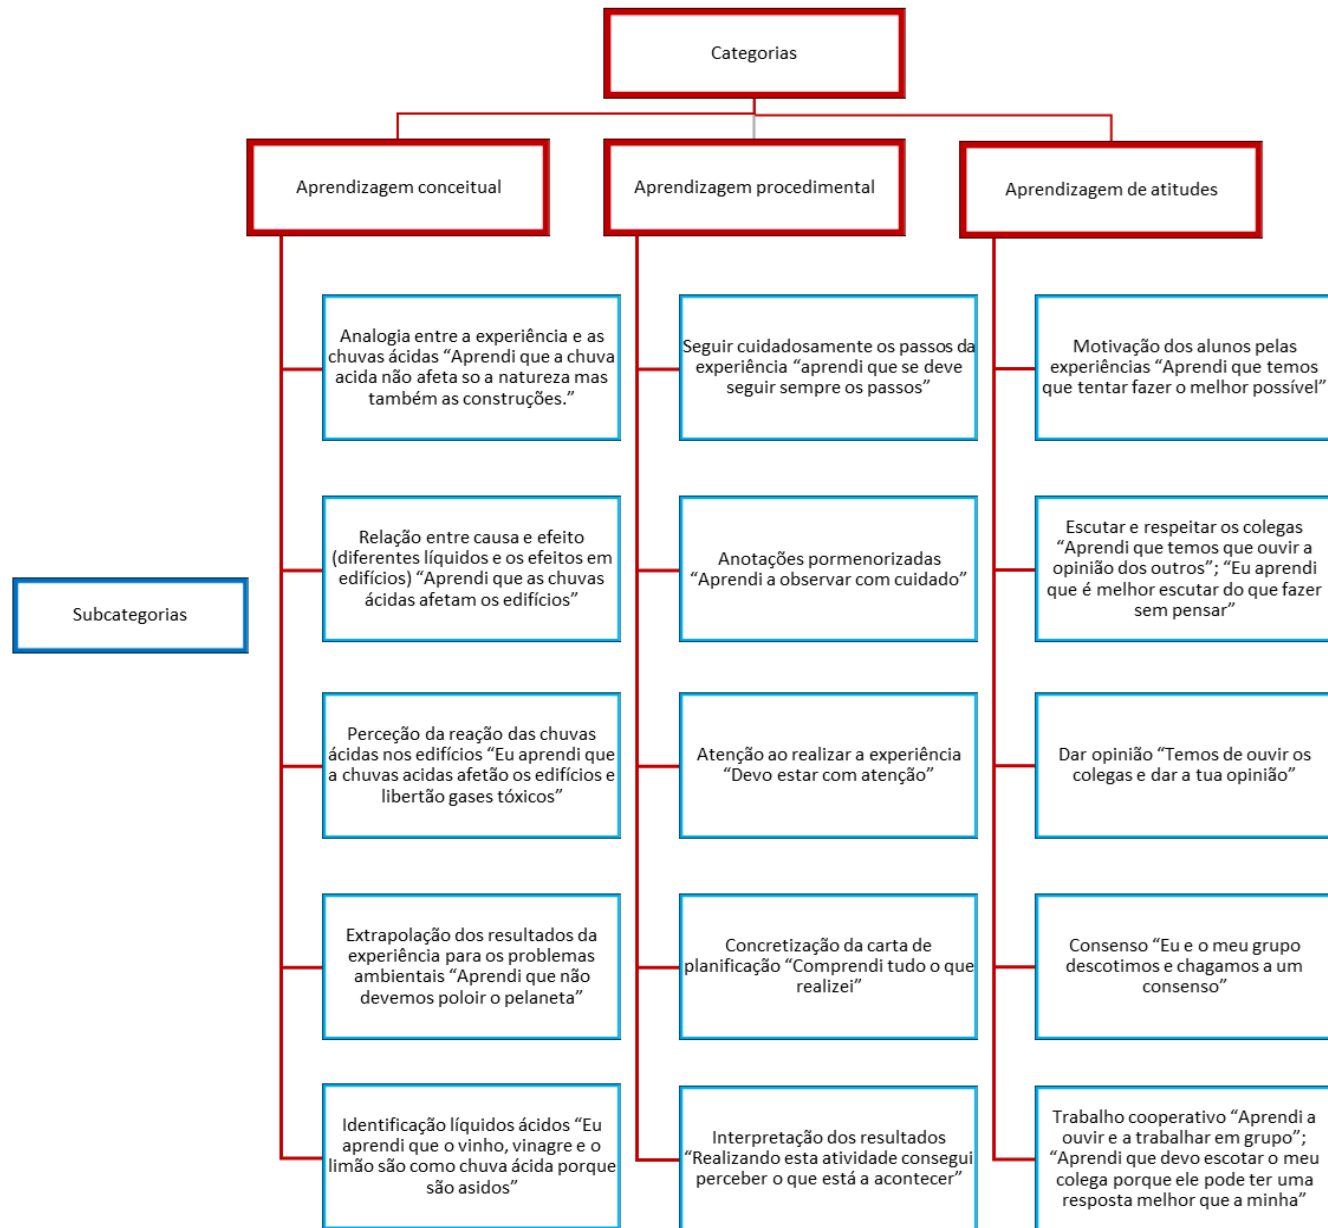 Categorias
Aprendizagem conceitual
Aprendizagem procedimental
Aprendizagem de atitudes
Subcategorias
Analogia entre a experiência e as
chuvas ácidas “Aprendi que a chuva
acida não afeta so a natureza mas
também as construções.”
Relação entre causa e efeito
(diferentes líquidos e os efeitos em
edifícios) “Aprendi que as chuvas
ácidas afetam os edifícios”
Perceção da reação das chuvas
ácidas nos edifícios “Eu aprendi que
a chuvas acidas afetão os edifícios e
libertão gases tóxicos”
Extrapolação dos resultados da
experiência para os problemas
ambientais “Aprendi que não
devemos poloir o pelaneta”
Identificação líquidos ácidos “Eu
aprendi que o vinho, vinagre e o
limão são como chuva ácida porque
são asidos”
Seguir cuidadosamente os passos da
experiência “aprendi que se deve
seguir sempre os passos”
Anotações pormenorizadas
“Aprendi a observar com cuidado”
Atenção ao realizar a experiência
“Devo estar com atenção”
Concretização da carta de
planificação “Comprendi tudo o que
realizei”
Interpretação dos resultados
“Realizando esta atividade consegui
perceber o que está a acontecer”
Motivação dos alunos pelas
experiências “Aprendi que temos
que tentar fazer o melhor possível”
Escutar e respeitar os colegas
“Aprendi que temos que ouvir a
opinião dos outros”; “Eu aprendi
que é melhor escutar do que fazer
sem pensar”
Dar opinião “Temos de ouvir os
colegas e dar a tua opinião”
Consenso “Eu e o meu grupo
descotimos e chagamos a um
consenso”
Trabalho cooperativo “Aprendi a
ouvir e a trabalhar em grupo”;
“Aprendi que devo escotar o meu
colega porque ele pode ter uma
resposta melhor que a minha”